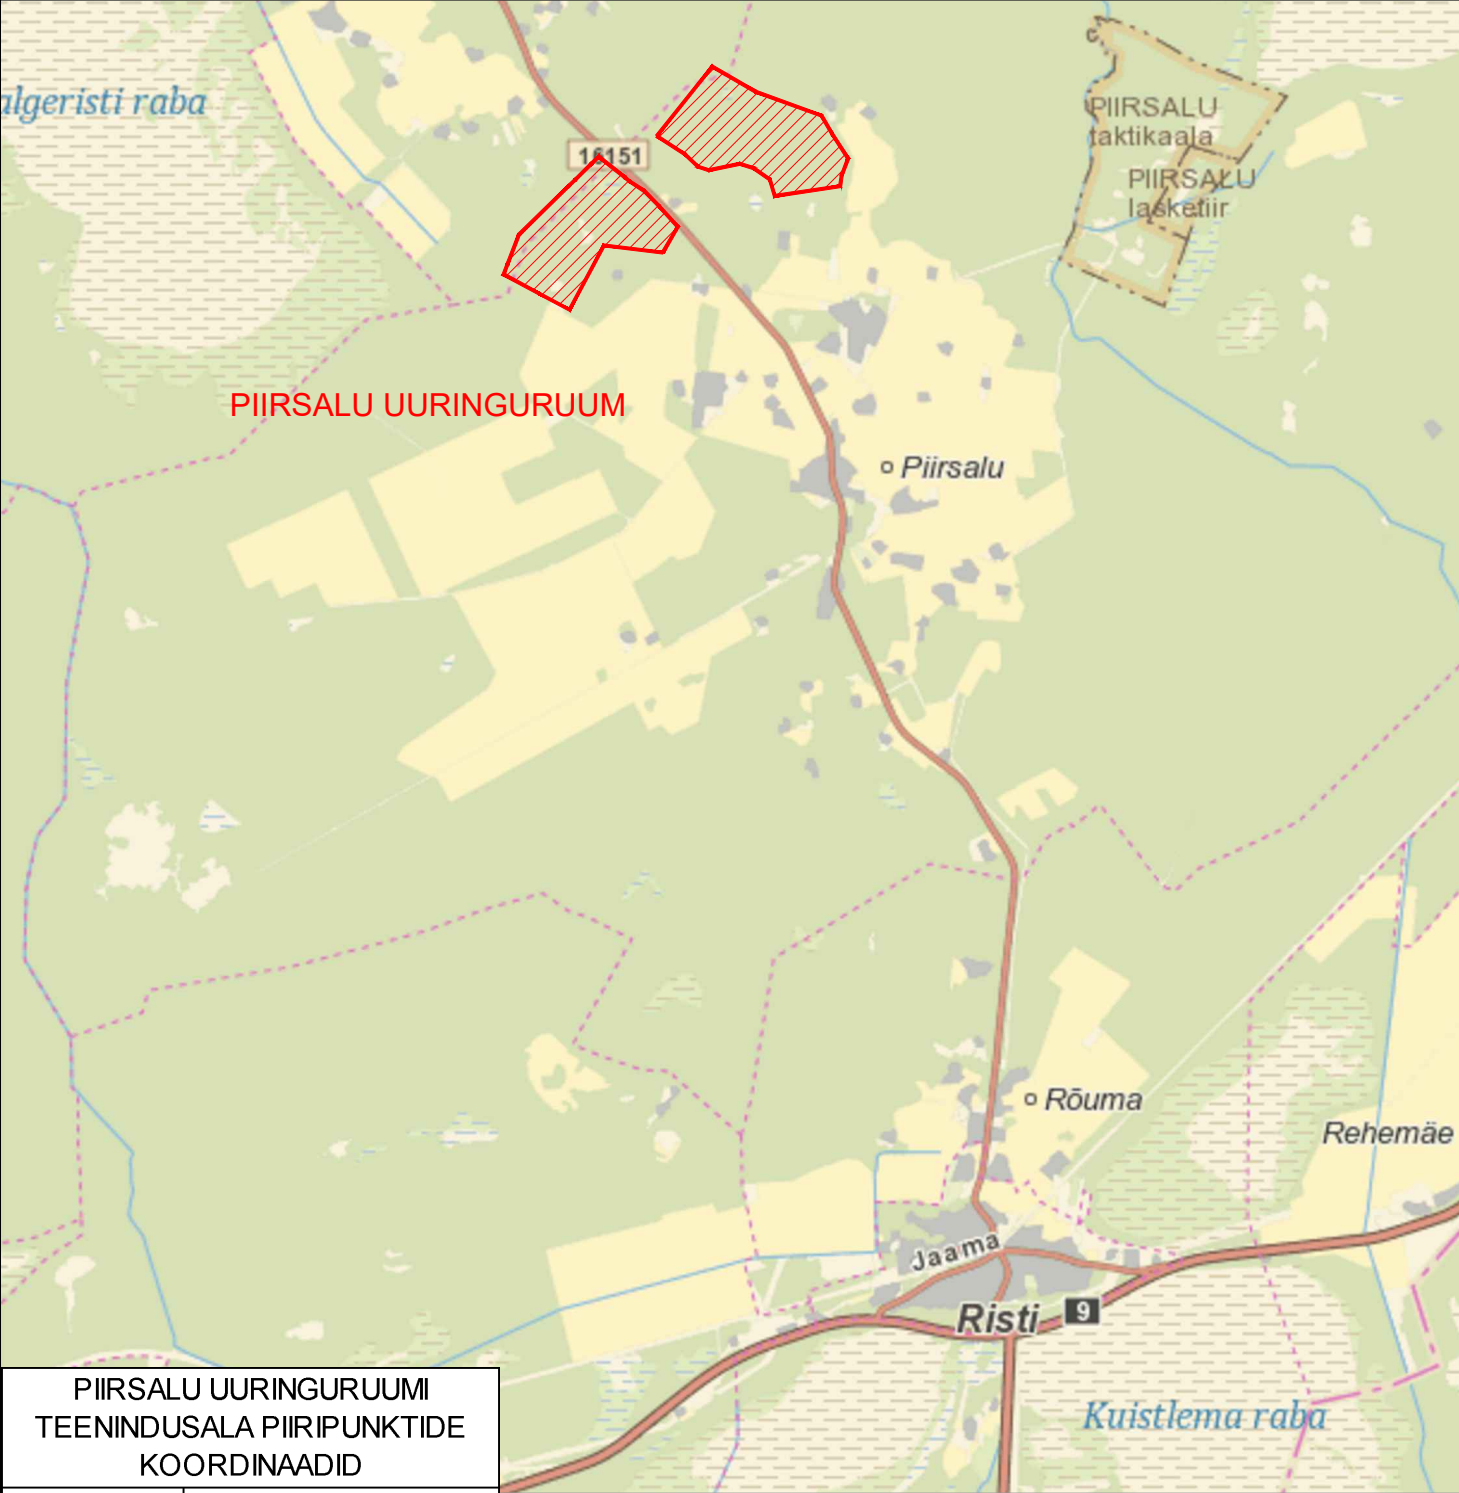 algeristi raba
PIIRSALU
taktikaala
16151
PIIRSALU
lasketiir
PIIRSALU UURINGURUUM
Piirsalu
Rõuma
Rehemäe
Jaama
Risti
9
PIIRSALU UURINGURUUMI
TEENINDUSALA PIIRIPUNKTIDE
KOORDINAADID
Kuistlema raba